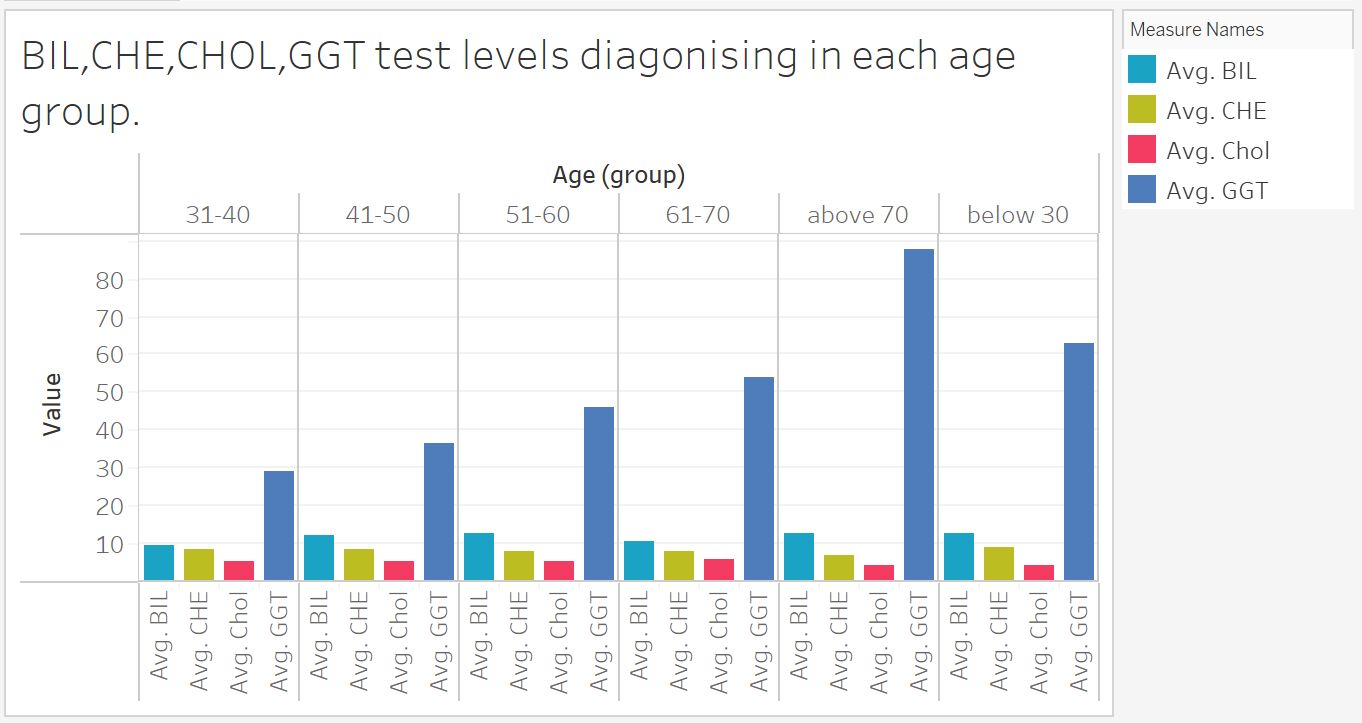 BIL,CHE,CHOL,GGT test levels diagonising in each age
group.
Measure Names
Avg. BIL
Avg. CHE
Avg. Chol
Avg. GGT
Age (group)
31-40 41-50 51-60 61-70 above 70 below 30
Value
80
70
60
50
40
30
20
10
Avg. BIL Avg. CHE Avg. Chol Avg. GGT Avg. BIL Avg. CHE Avg. Chol Avg. GGT Avg. BIL Avg. CHE Avg. Chol Avg. GGT Avg. BIL Avg. CHE Avg. Chol Avg. GGT Avg. BIL Avg. CHE Avg. Chol Avg. GGT Avg. BIL Avg. CHE Avg. Chol Avg. GGT